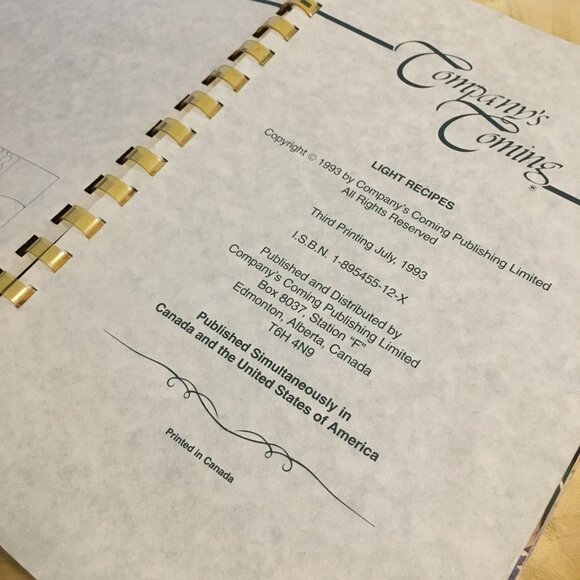 Company's
Coming®
LIGHT RECIPES
Copyright © 1993 by Company's Coming Publishing Limited
All Rights Reserved
Third Printing July, 1993
I.S.B.N. 1-895455-12-X
Published and Distributed by
Company's Coming Publishing Limited
Box 8037, Station "F"
Edmonton, Alberta, Canada
T6H 4N9
Published Simultaneously in
Canada and the United States of America
Printed in Canada